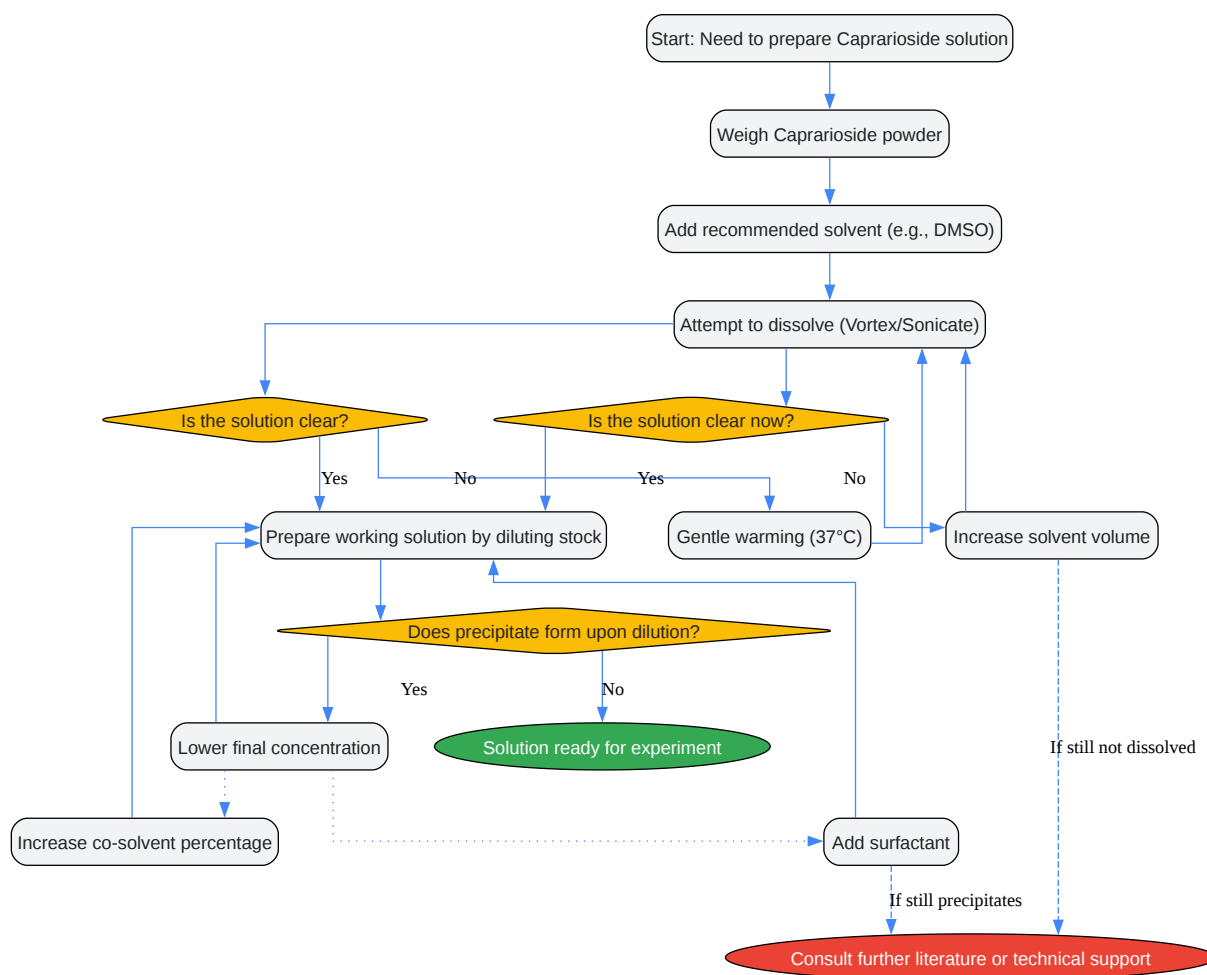 Start: Need to prepare Caprarioside solution
Weigh Caprarioside powder
Add recommended solvent (e.g., DMSO)
Attempt to dissolve (Vortex/Sonicate)
Is the solution clear?
Is the solution clear now?
Yes
No
Yes
No
Prepare working solution by diluting stock
Gentle warming (37°C)
Increase solvent volume
Does precipitate form upon dilution?
Yes
No
Lower final concentration
Solution ready for experiment
If still not dissolved
Increase co-solvent percentage
Add surfactant
If still precipitates
Consult further literature or technical support